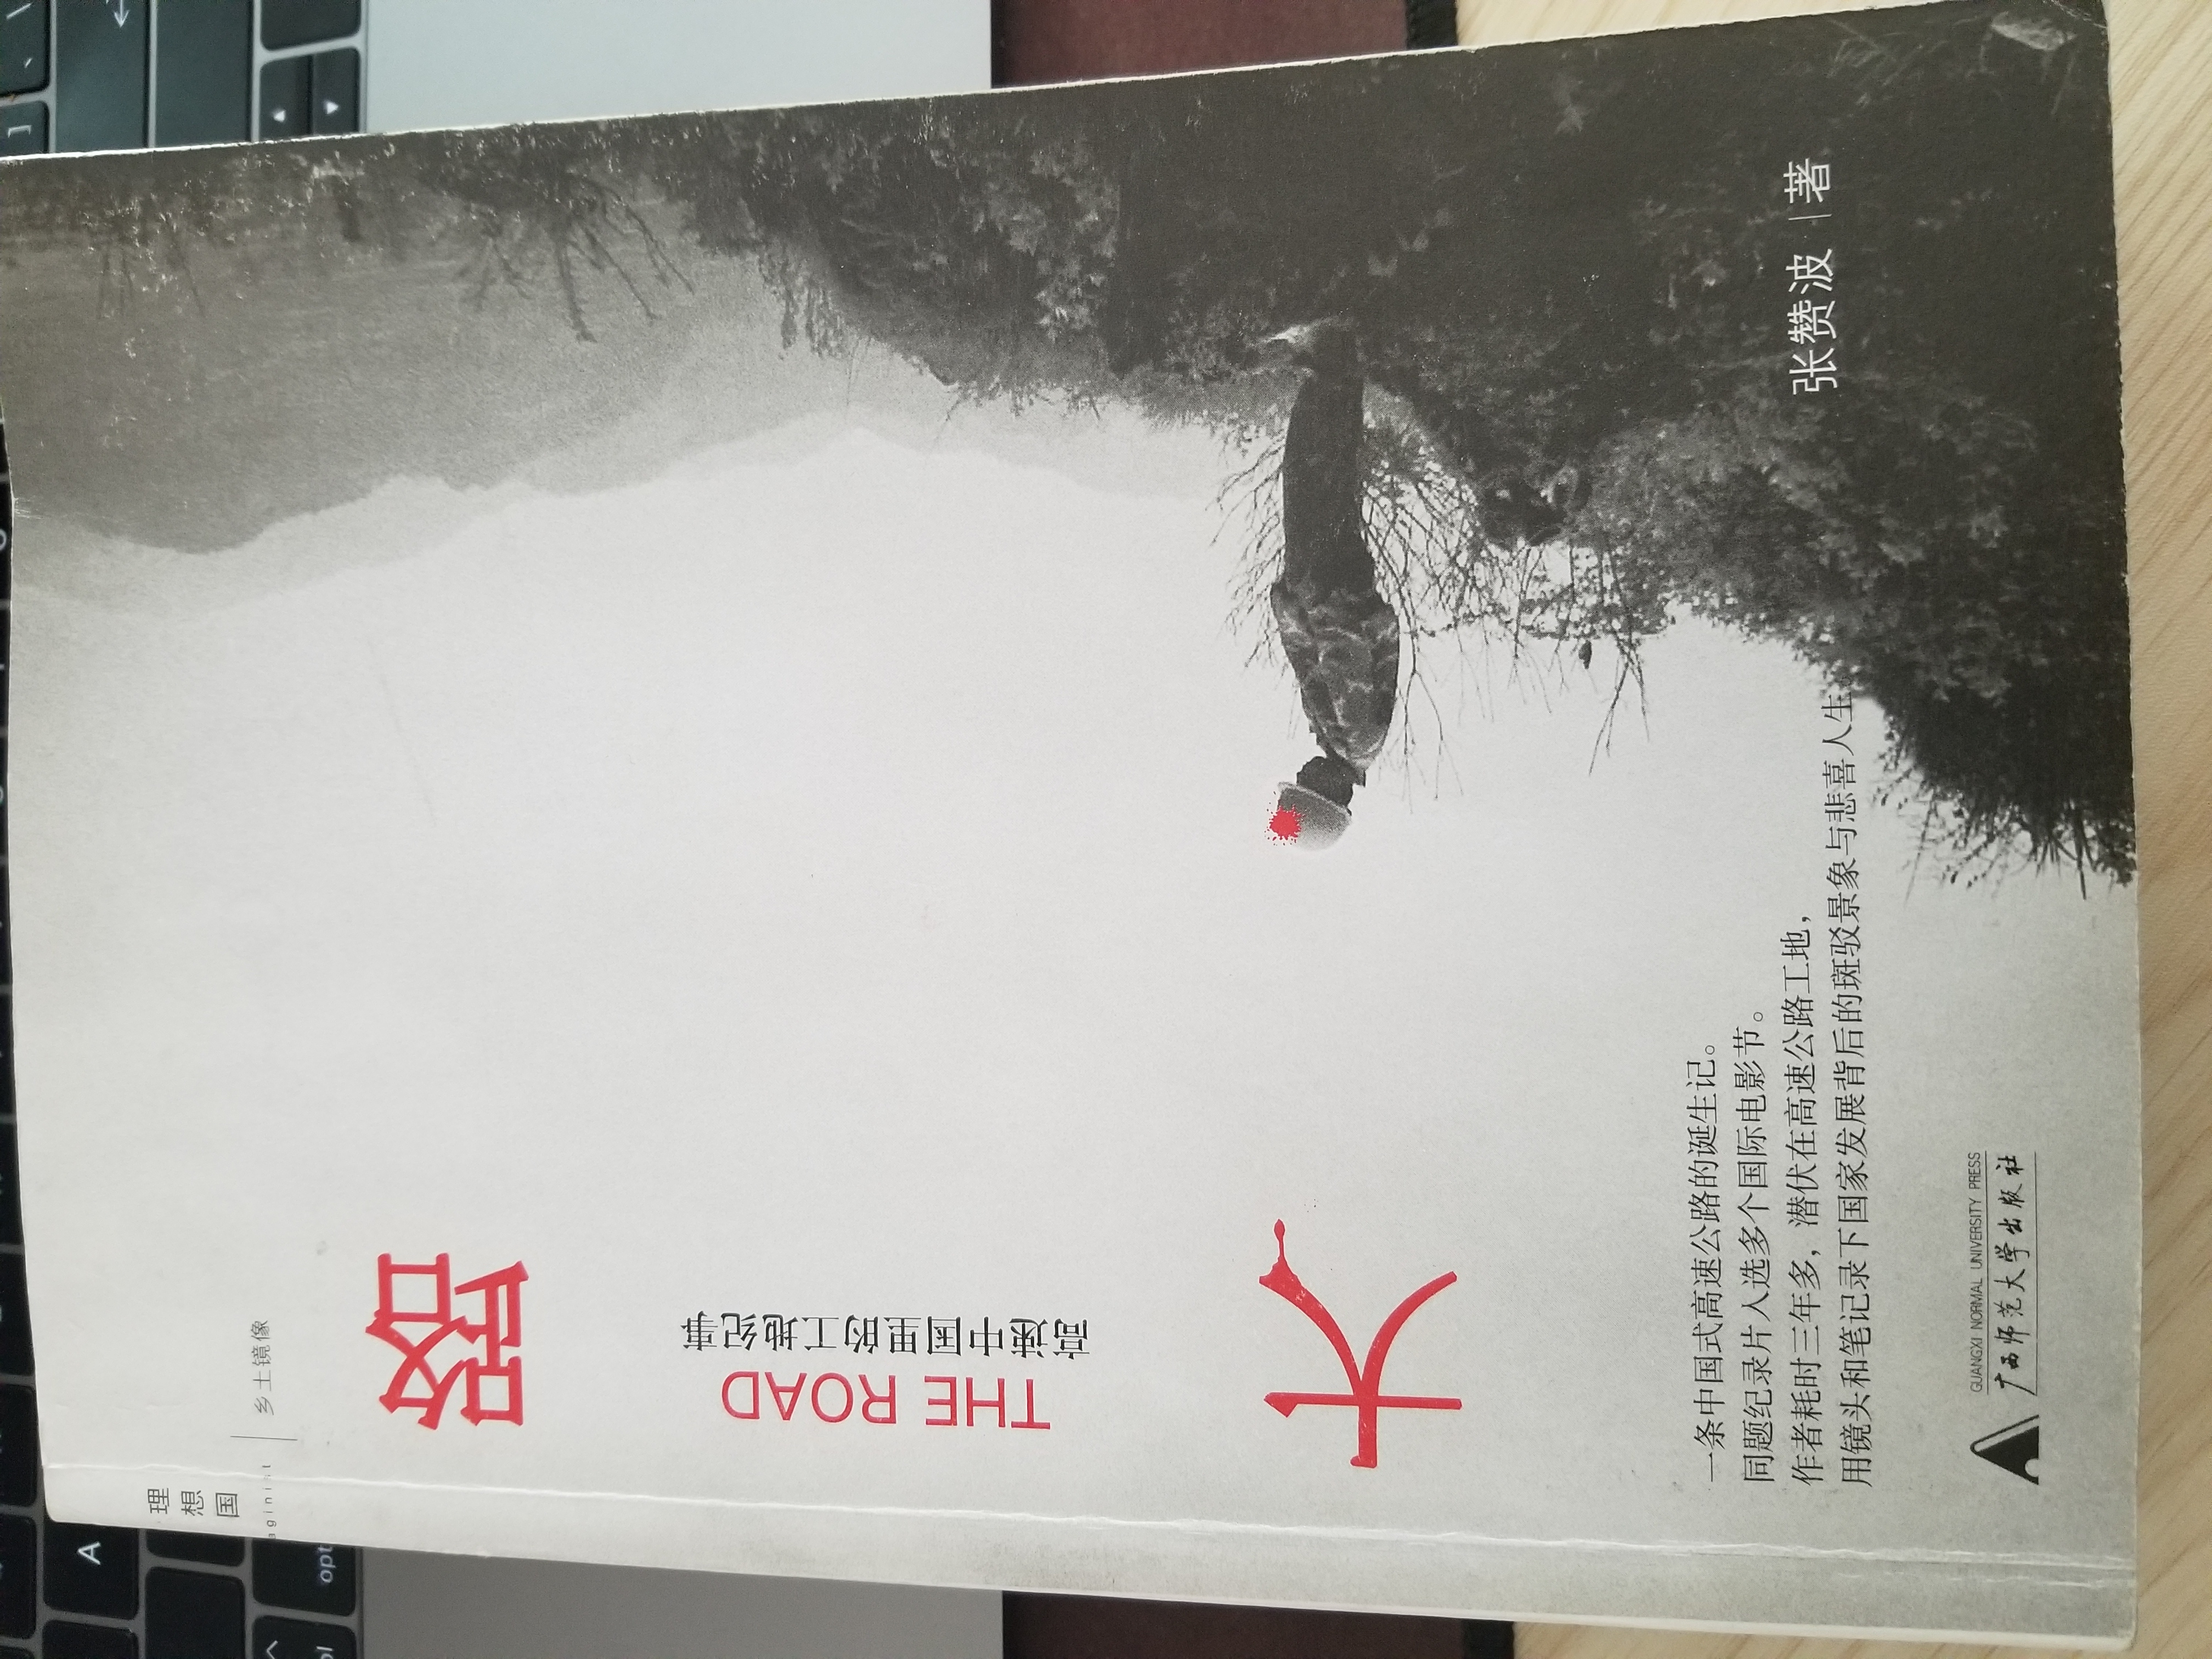 A
opt
]
、 \
理
想
国
aginist
乡土镜像
大路
THE ROAD
高速中国里的工地纪事
一条中国式高速公路的诞生记。
同题纪录片入选多个国际电影节。
作者耗时三年多，潜伏在高速公路工地，
用镜头和笔记录下国家发展背后的斑驳景象与悲喜人生。
张赞波 | 著
GUANGXI NORMAL UNIVERSITY PRESS
广西师范大学出版社